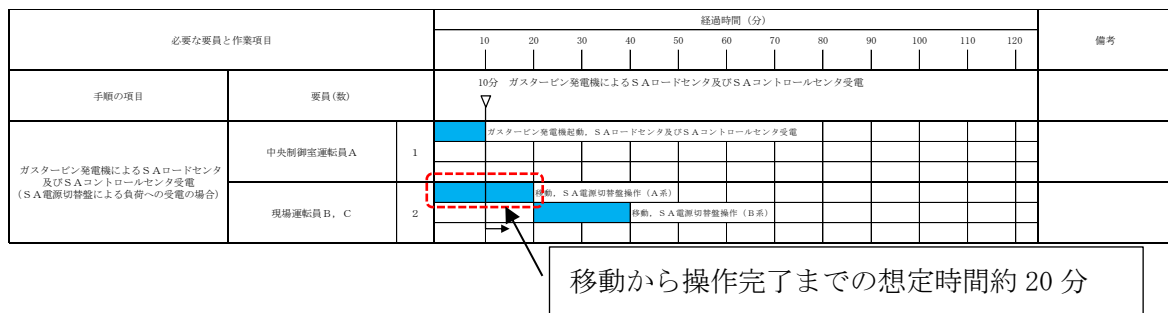 必要な要員と作業項目
経過時間（分）
備考
10 20 30 40 50 60 70 80 90 100 110 120
手順の項目
要員(数)
10分 ガスタービン発電機によるＳＡロードセンタ及びＳＡコントロールセンタ受電
ガスタービン発電機によるＳＡロードセンタ
及びＳＡコントロールセンタ受電
（ＳＡ電源切替盤による負荷への受電の場合）
中央制御室運転員Ａ
1
ガスタービン発電機起動，ＳＡロードセンタ及びＳＡコントロールセンタ受電
現場運転員Ｂ，Ｃ
2
移動，ＳＡ電源切替盤操作（Ａ系）
移動，ＳＡ電源切替盤操作（Ｂ系）
移動から操作完了までの想定時間約 20 分